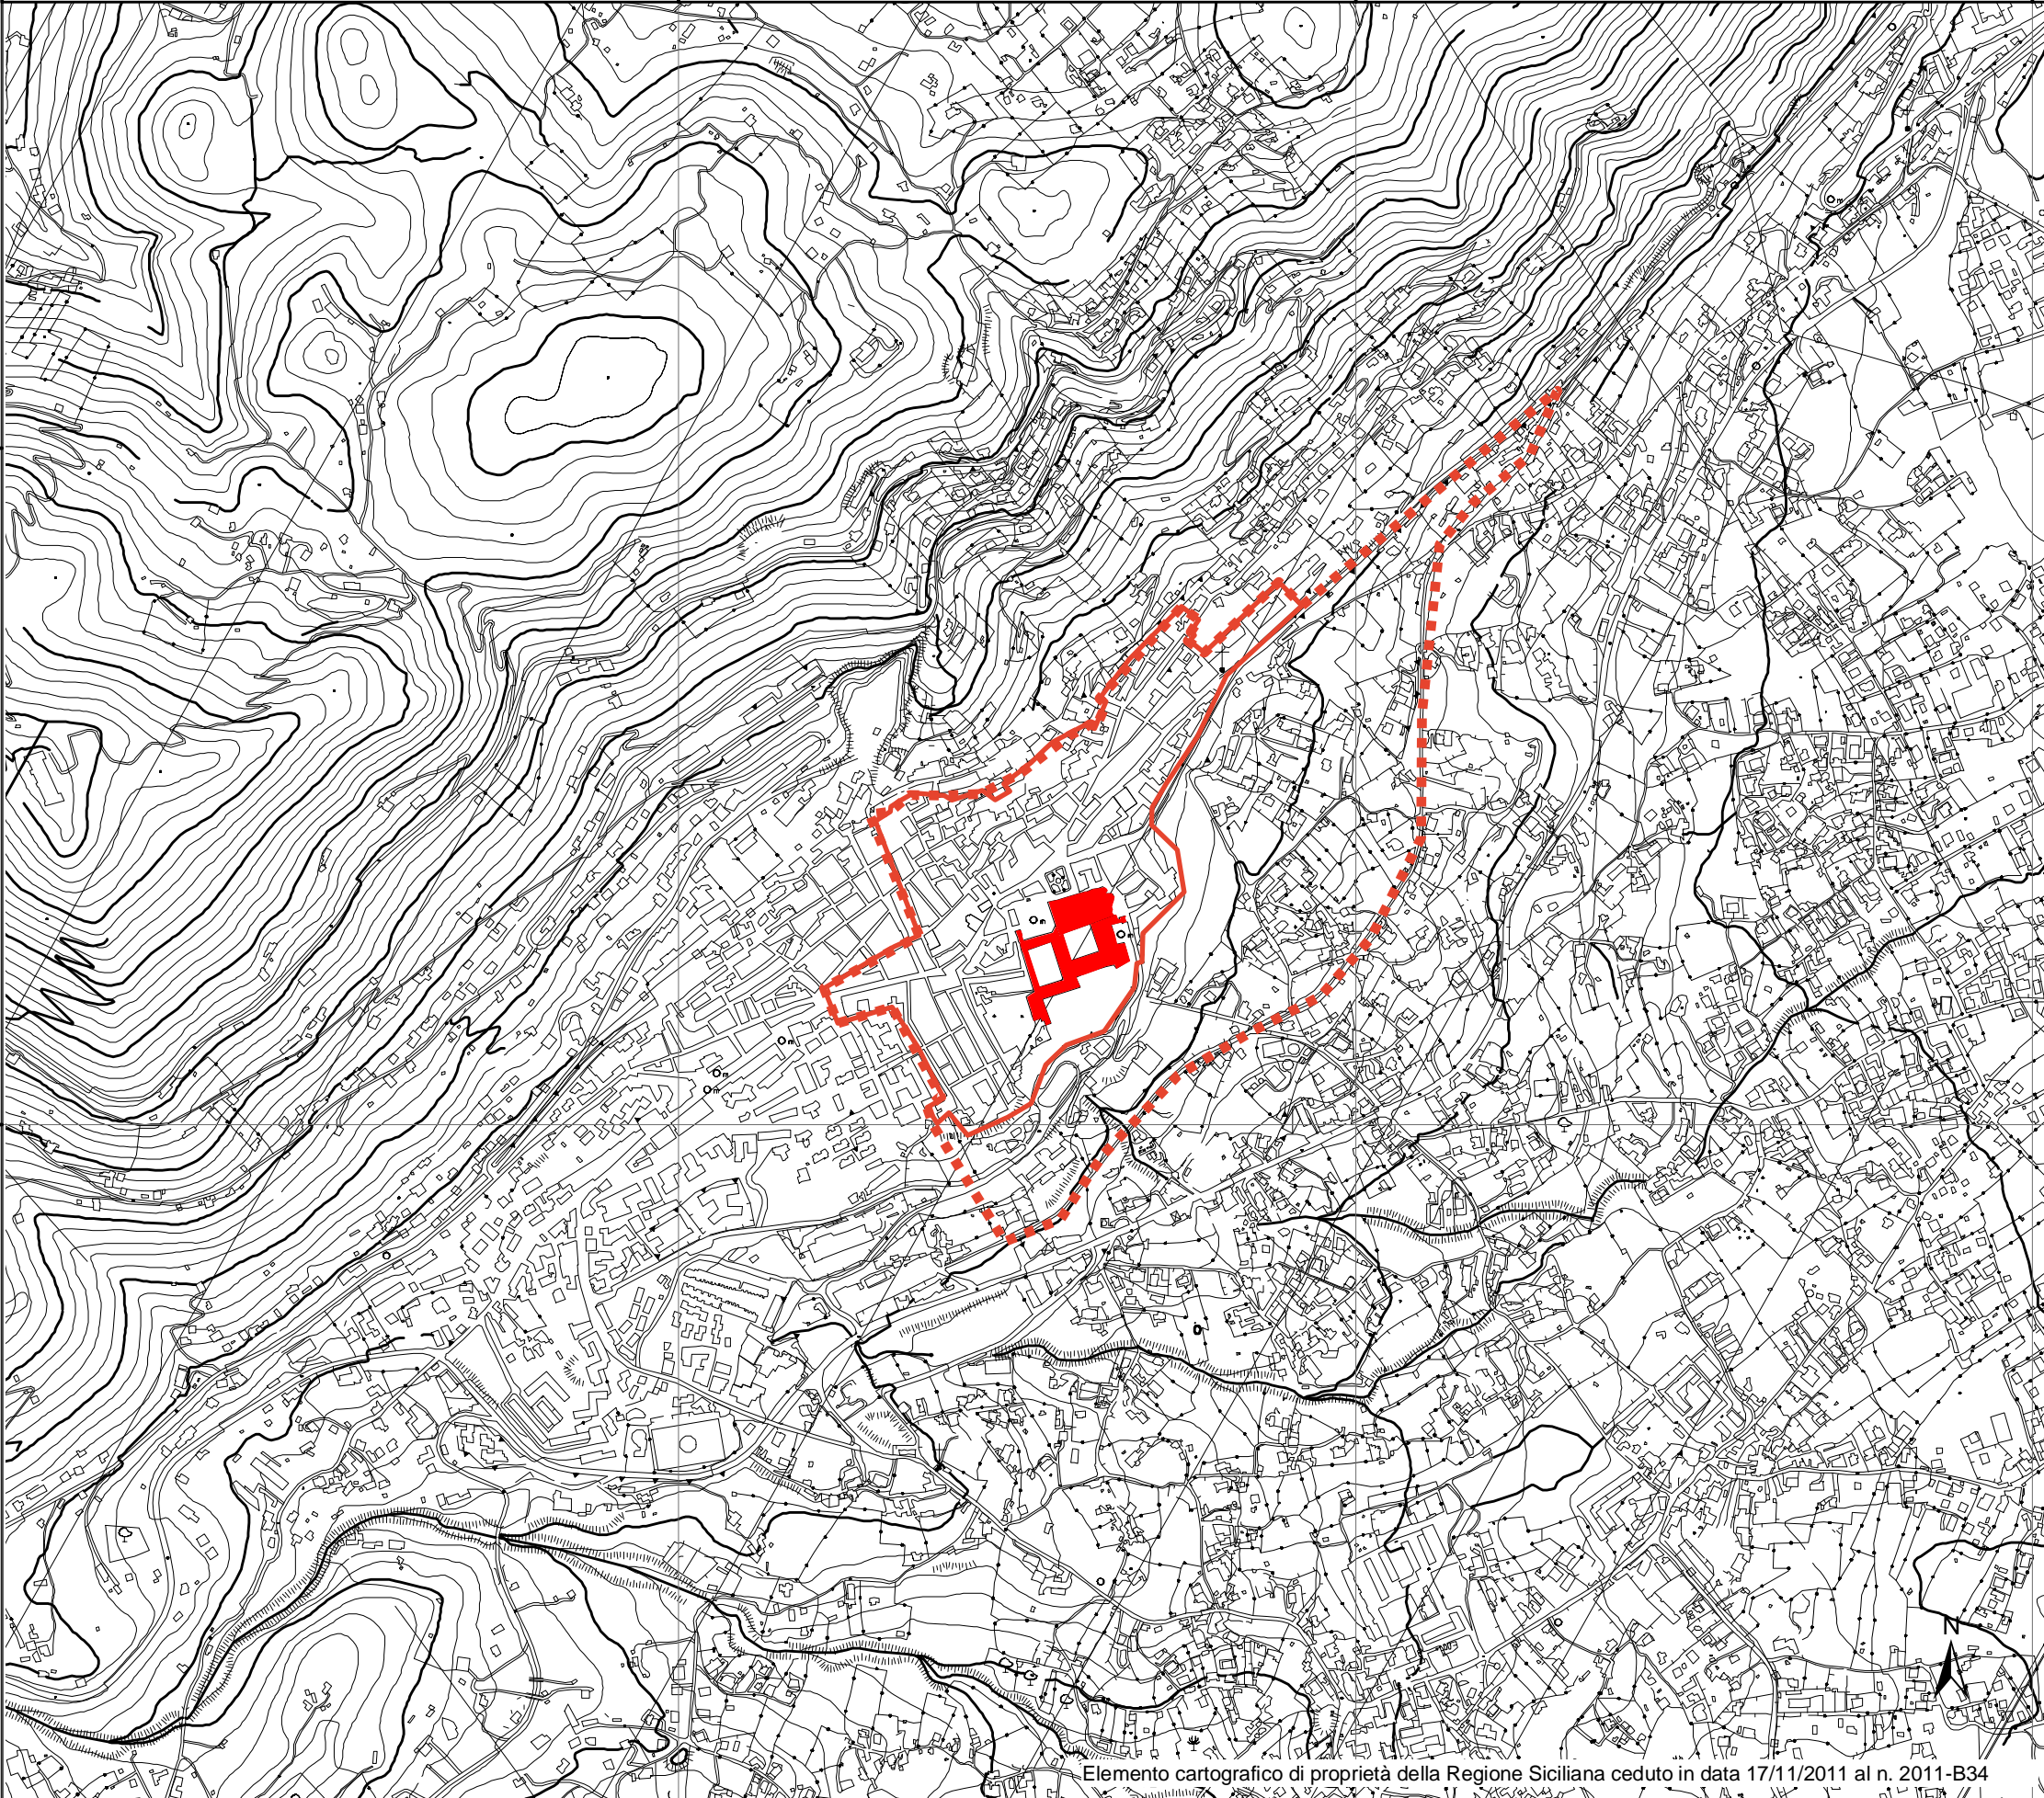 N
Elemento cartografico di proprietà della Regione Siciliana ceduto in data 17/11/2011 al n. 2011-B34